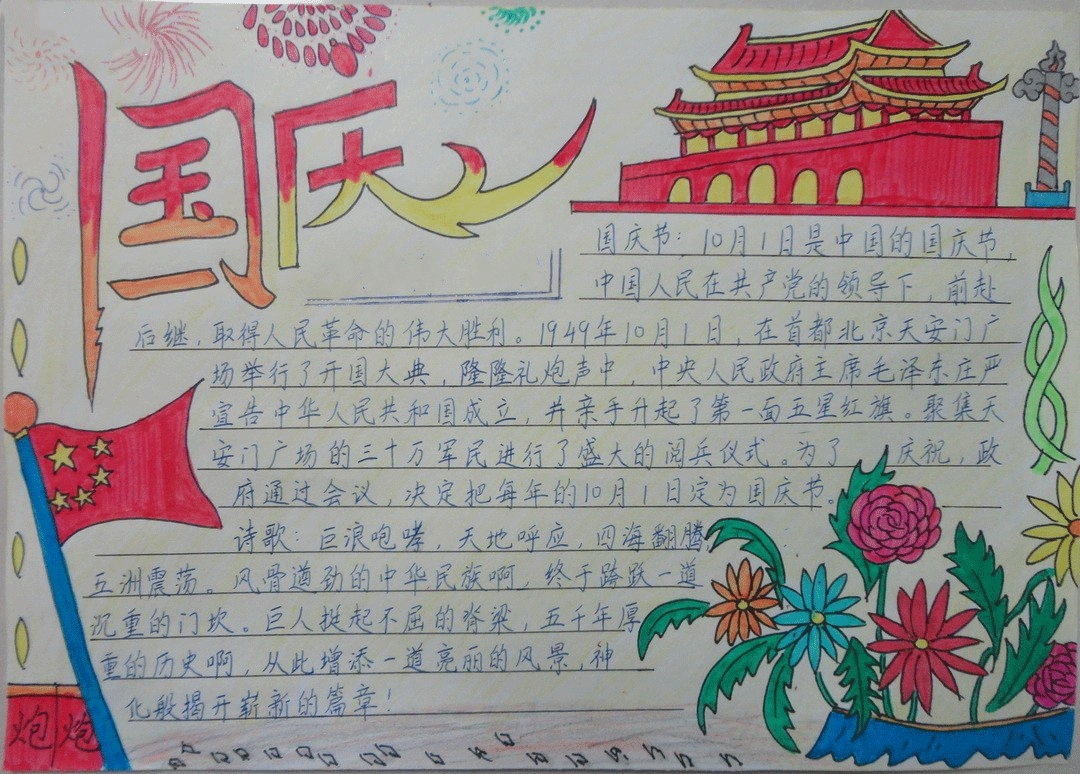 国庆
国庆节：10月1日是中国的国庆节，
中国人民在共产党的领导下，前赴
后继，取得人民革命的伟大胜利。1949年10月1日，在首都北京天安门广
场举行了开国大典，隆隆礼炮声中，中央人民政府主席毛泽东庄严
宣告中华人民共和国成立，并亲手升起了第一面五星红旗。聚集天
安门广场的三十万军民进行了盛大的阅兵仪式。为了 庆祝，政
府通过会议，决定把每年的10月1日定为国庆节。
诗歌：巨浪咆哮，天地呼应，四海翻腾，
五洲震荡。风骨遒劲的中华民族啊，终于跨跃一道
沉重的门坎。巨人挺起不屈的脊梁，五千年厚
重的历史啊，从此增添一道亮丽的风景，神
化般揭开崭新的篇章！
炮 炮